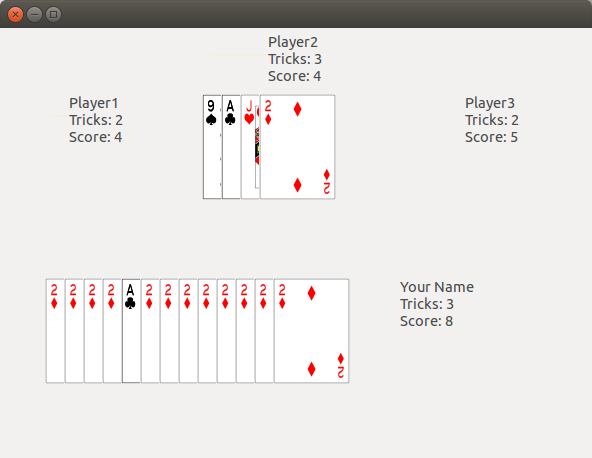 Player2
Tricks: 3
Score: 4
Player1
Tricks: 2
Score: 4
9 A J 2
2
Player3
Tricks: 2
Score: 5
2 2 2 2 A 2 2 2 2 2 2 2 2
2
Your Name
Tricks: 3
Score: 8